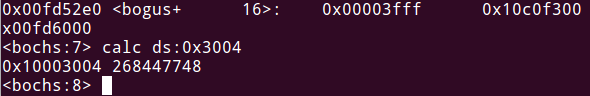 0x00fd52e0 <bogus+      16>:    0x00003fff      0x10c0f300
x00fd6000
<bochs:7> calc ds:0x3004
0x10003004 268447748
<bochs:8>